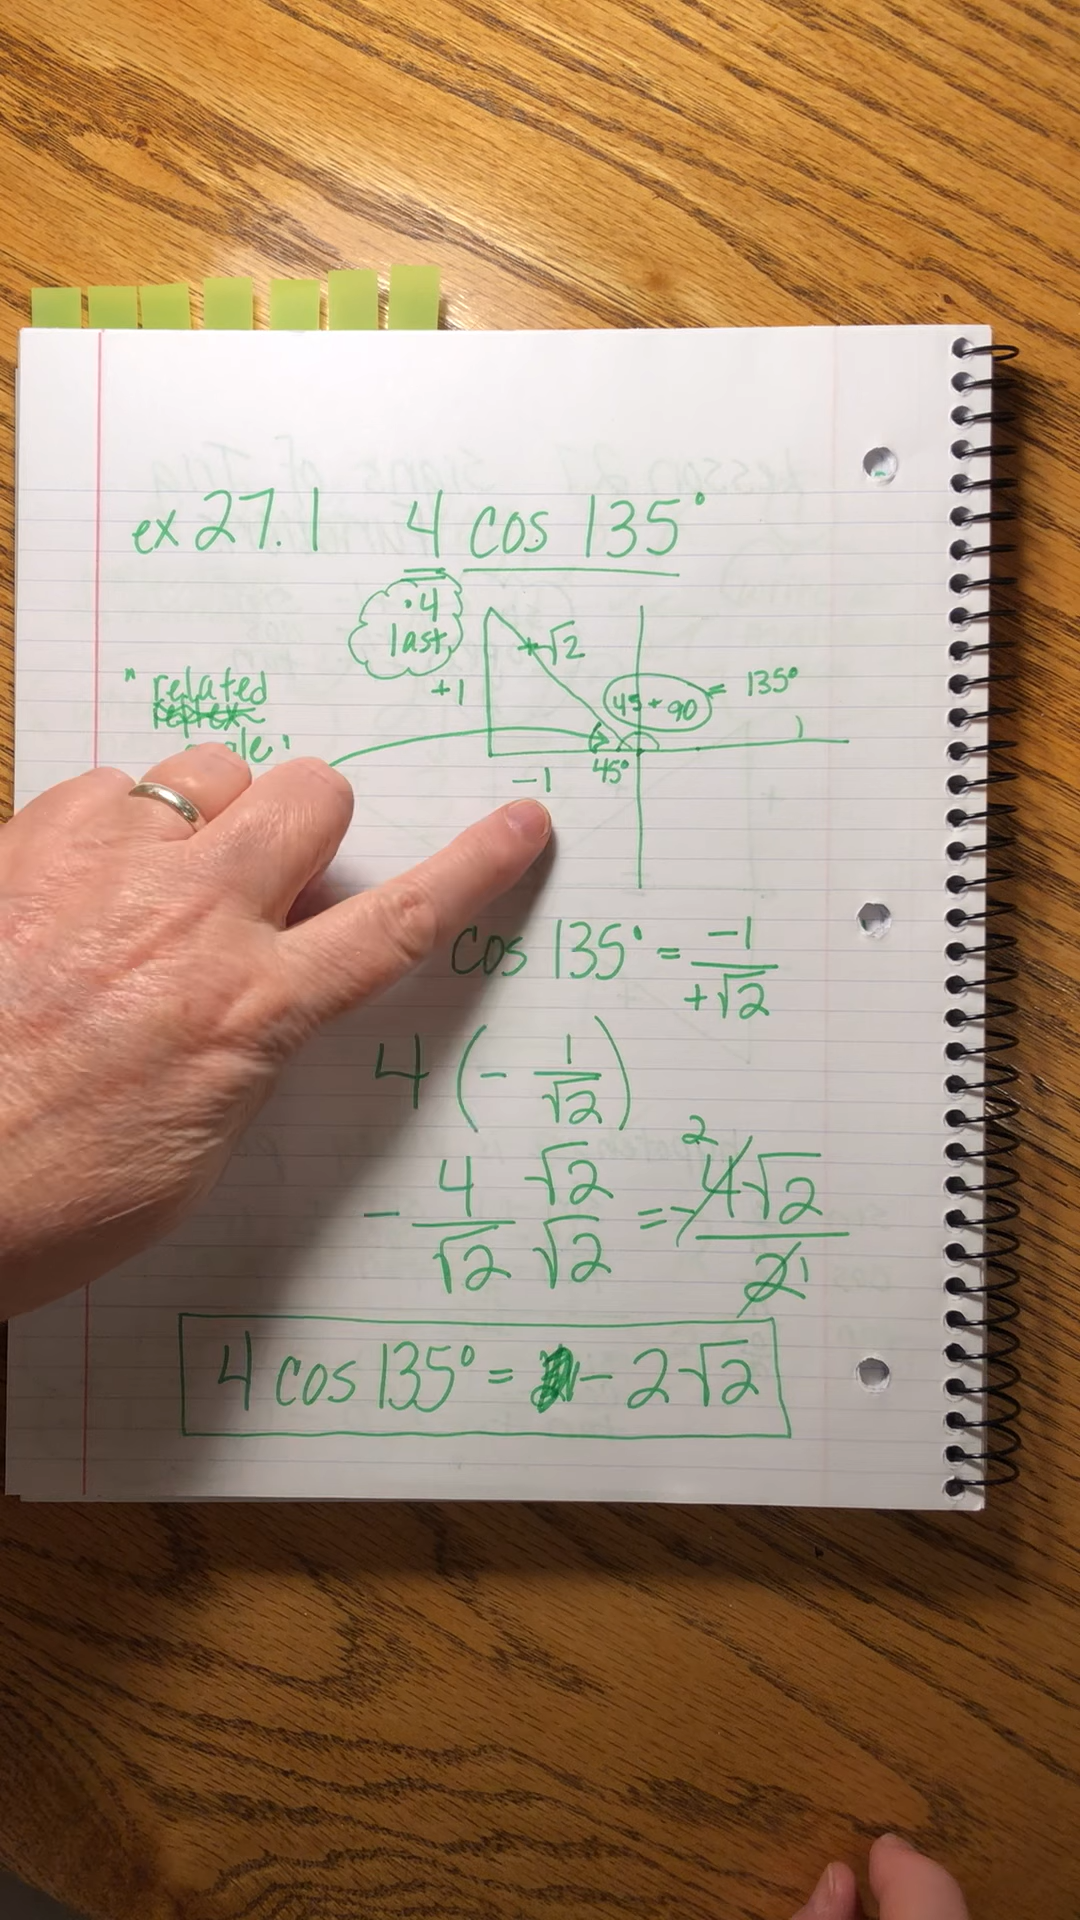 ex 27.1 4 cos 135°
·4
last
√2
+1
45 + 90 = 135°
"related
angle"
-1
45°
cos 135° = -1/+√2
4 (- 1/√2)
- 4/√2 √2/√2 = -4√2/2 2 1
4 cos 135° = - 2√2